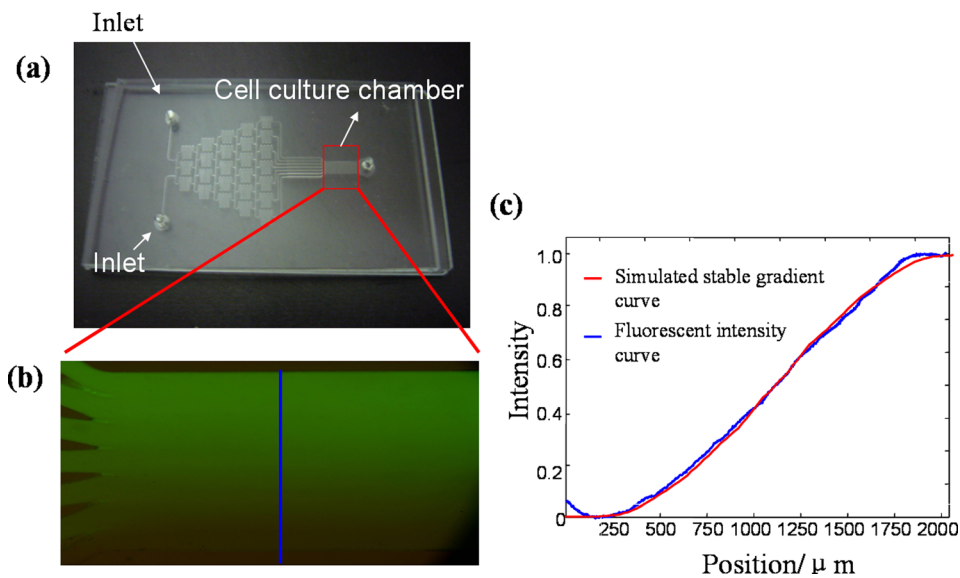 Inlet
(a)
Cell culture chamber
Inlet
(b)
(c)
Intensity
1.0
0.8
0.6
0.4
0.2
0
Simulated stable gradient
curve
Fluorescent intensity
curve
250 500 750 1000 1250 1500 1750 2000
Position/ μ m